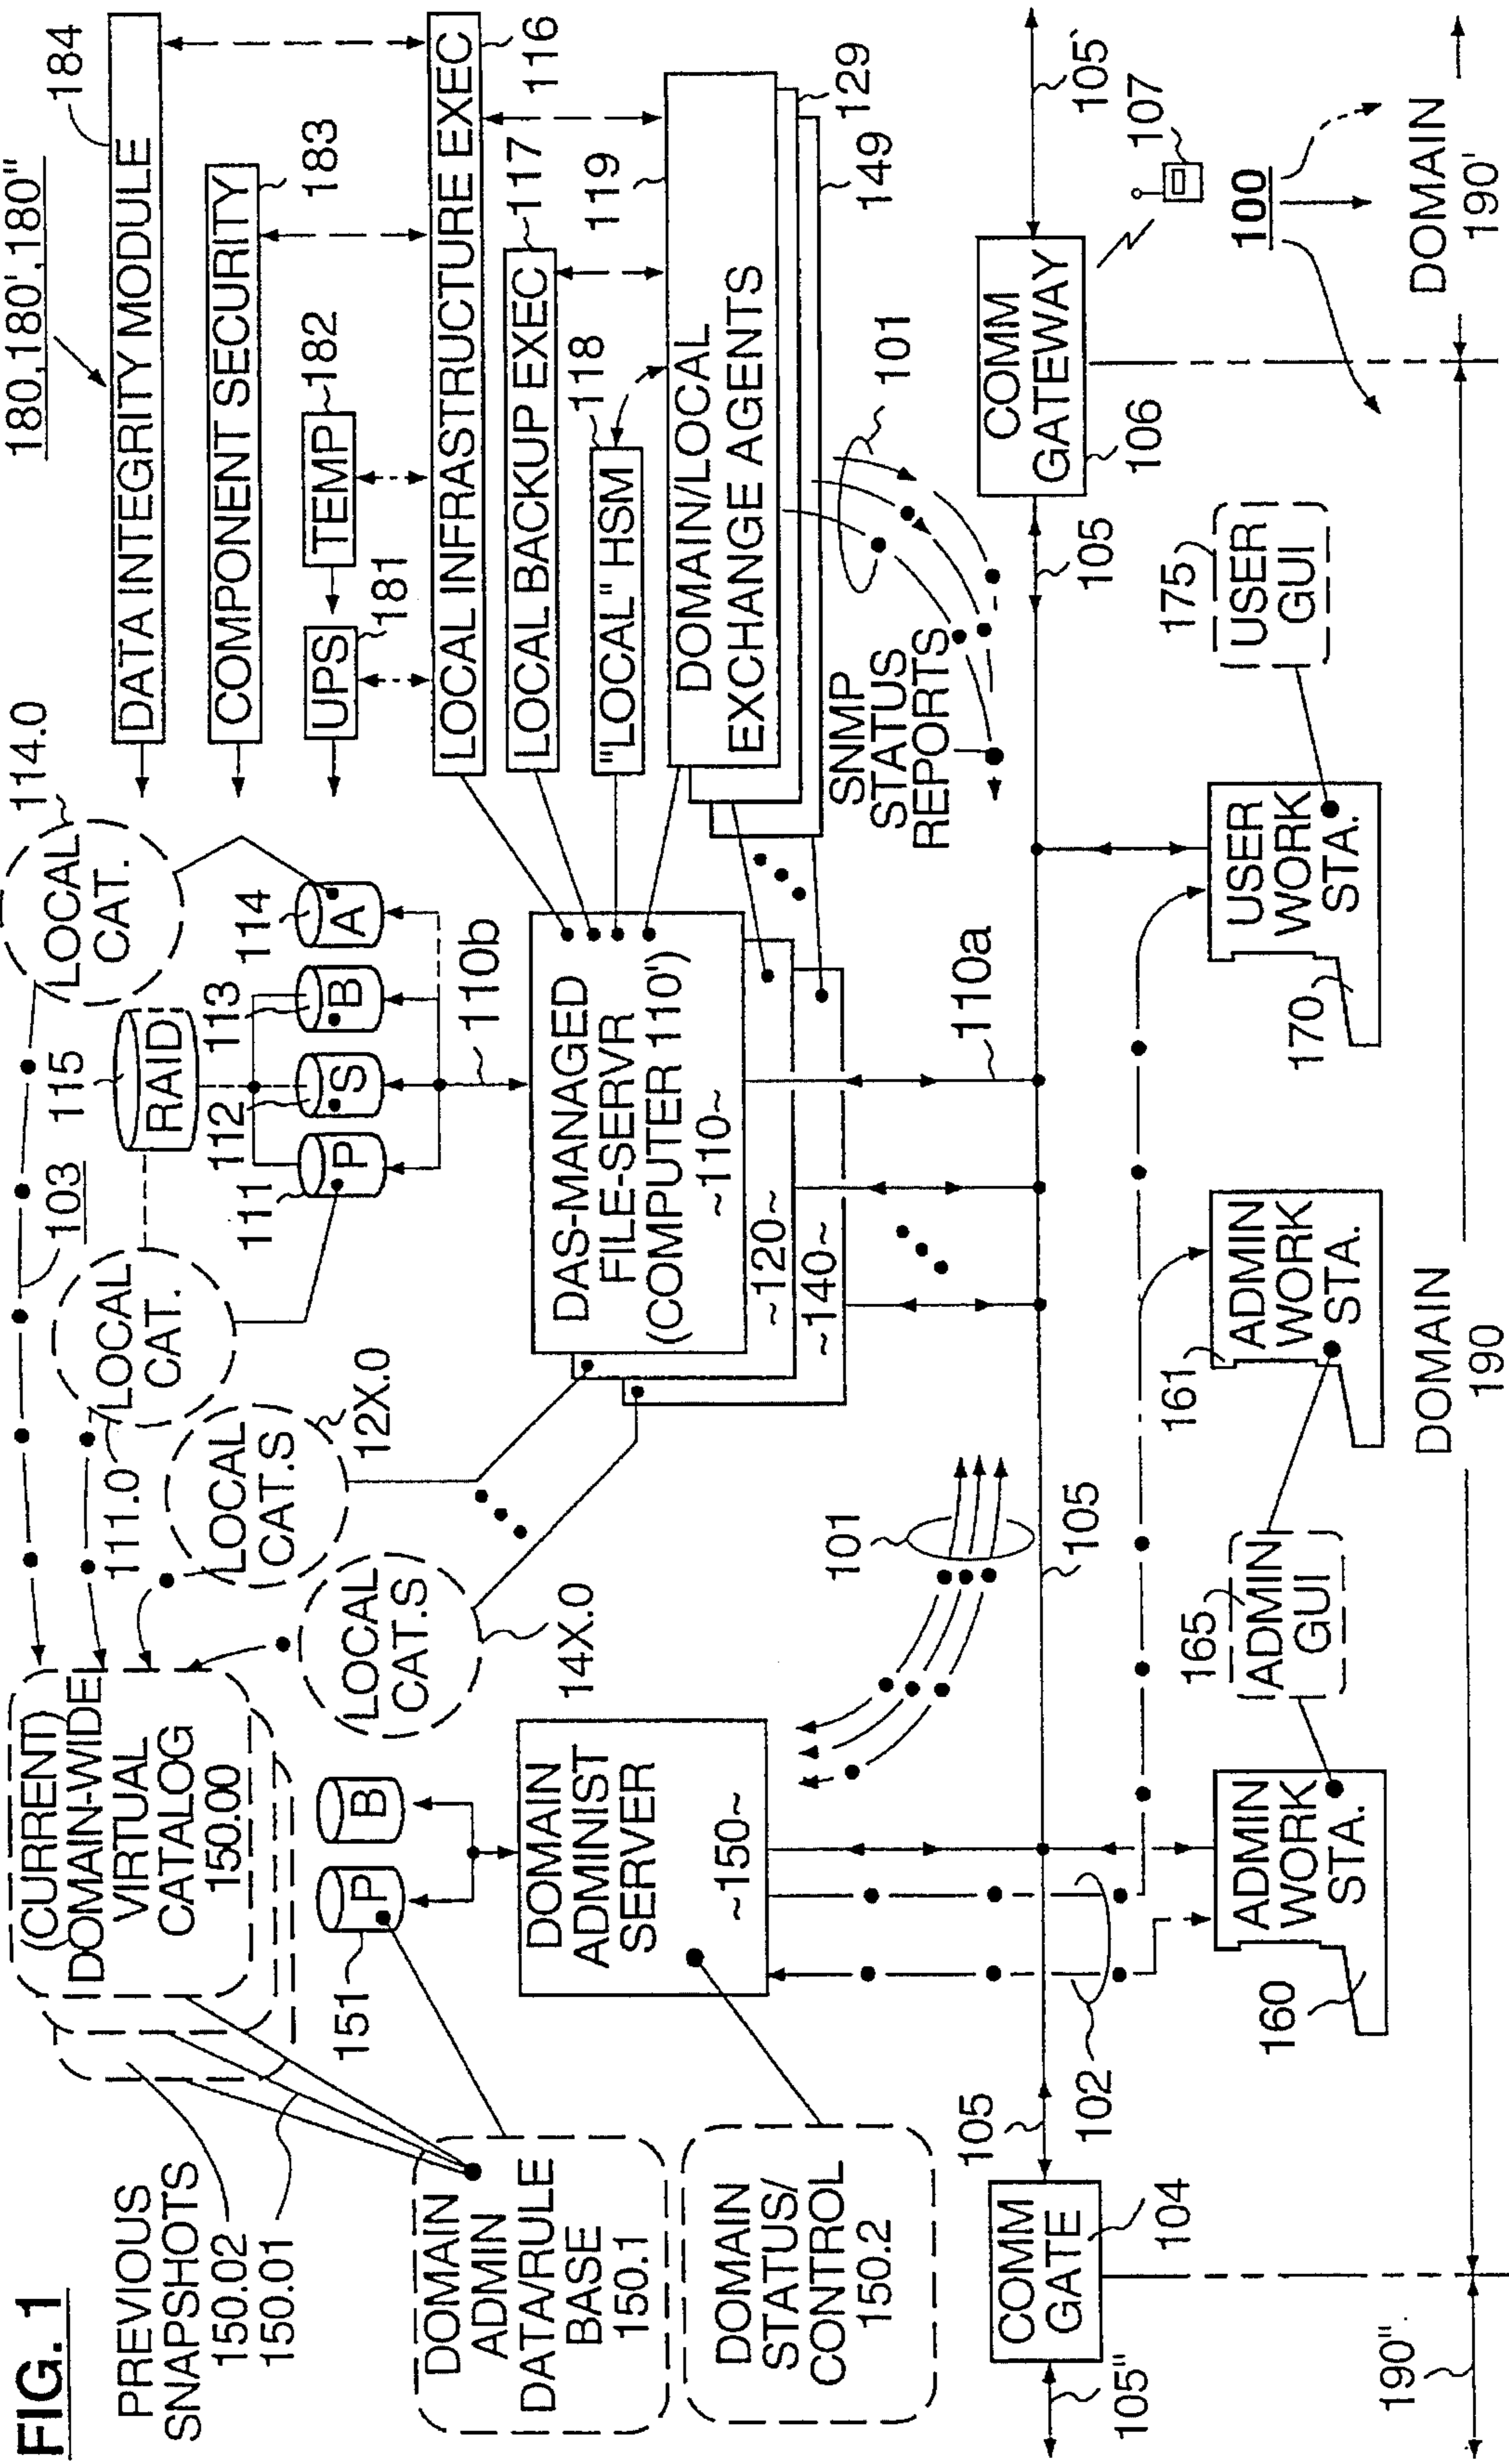 FIG. 1
PREVIOUS
SNAPSHOTS
150.02
150.01
(CURRENT)
DOMAIN-WIDE
VIRTUAL
CATALOG
150.00
DOMAIN
ADMIN
DATA/RULE
BASE
150.1
DOMAIN
STATUS/
CONTROL
150.2
151
P
B
DOMAIN
ADMINIST
SERVER
~150~
103
LOCAL
CAT.
114.0
LOCAL
CAT.
111.0
LOCAL
CAT.S
12X.0
LOCAL
CAT.S
14X.0
115
RAID
111
P
112
S
113
B
114
A
110b
DAS-MANAGED
FILE-SERVR
(COMPUTER 110')
~110~
~120~
~140~
110a
180,180',180"
184
DATA INTEGRITY MODULE
COMPONENT SECURITY
183
UPS
181
TEMP
182
LOCAL INFRASTRUCTURE EXEC
116
LOCAL BACKUP EXEC
117
"LOCAL" HSM
118
119
DOMAIN/LOCAL
EXCHANGE AGENTS
129
149
SNMP
STATUS
REPORTS
101
101
105"
COMM
GATE
104
105
102
105
105
COMM
GATEWAY
106
105'
107
100
160
ADMIN
WORK
STA.
165
ADMIN
GUI
161
ADMIN
WORK
STA.
170
USER
WORK
STA.
175
USER
GUI
190"
DOMAIN
190
DOMAIN
190'